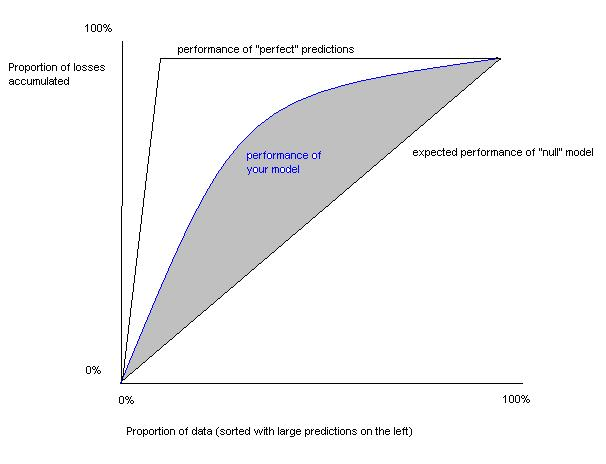 100%
performance of "perfect" predictions
Proportion of losses
accumulated
expected performance of "null" model
performance of
your model
0%
0%
100%
Proportion of data (sorted with large predictions on the left)